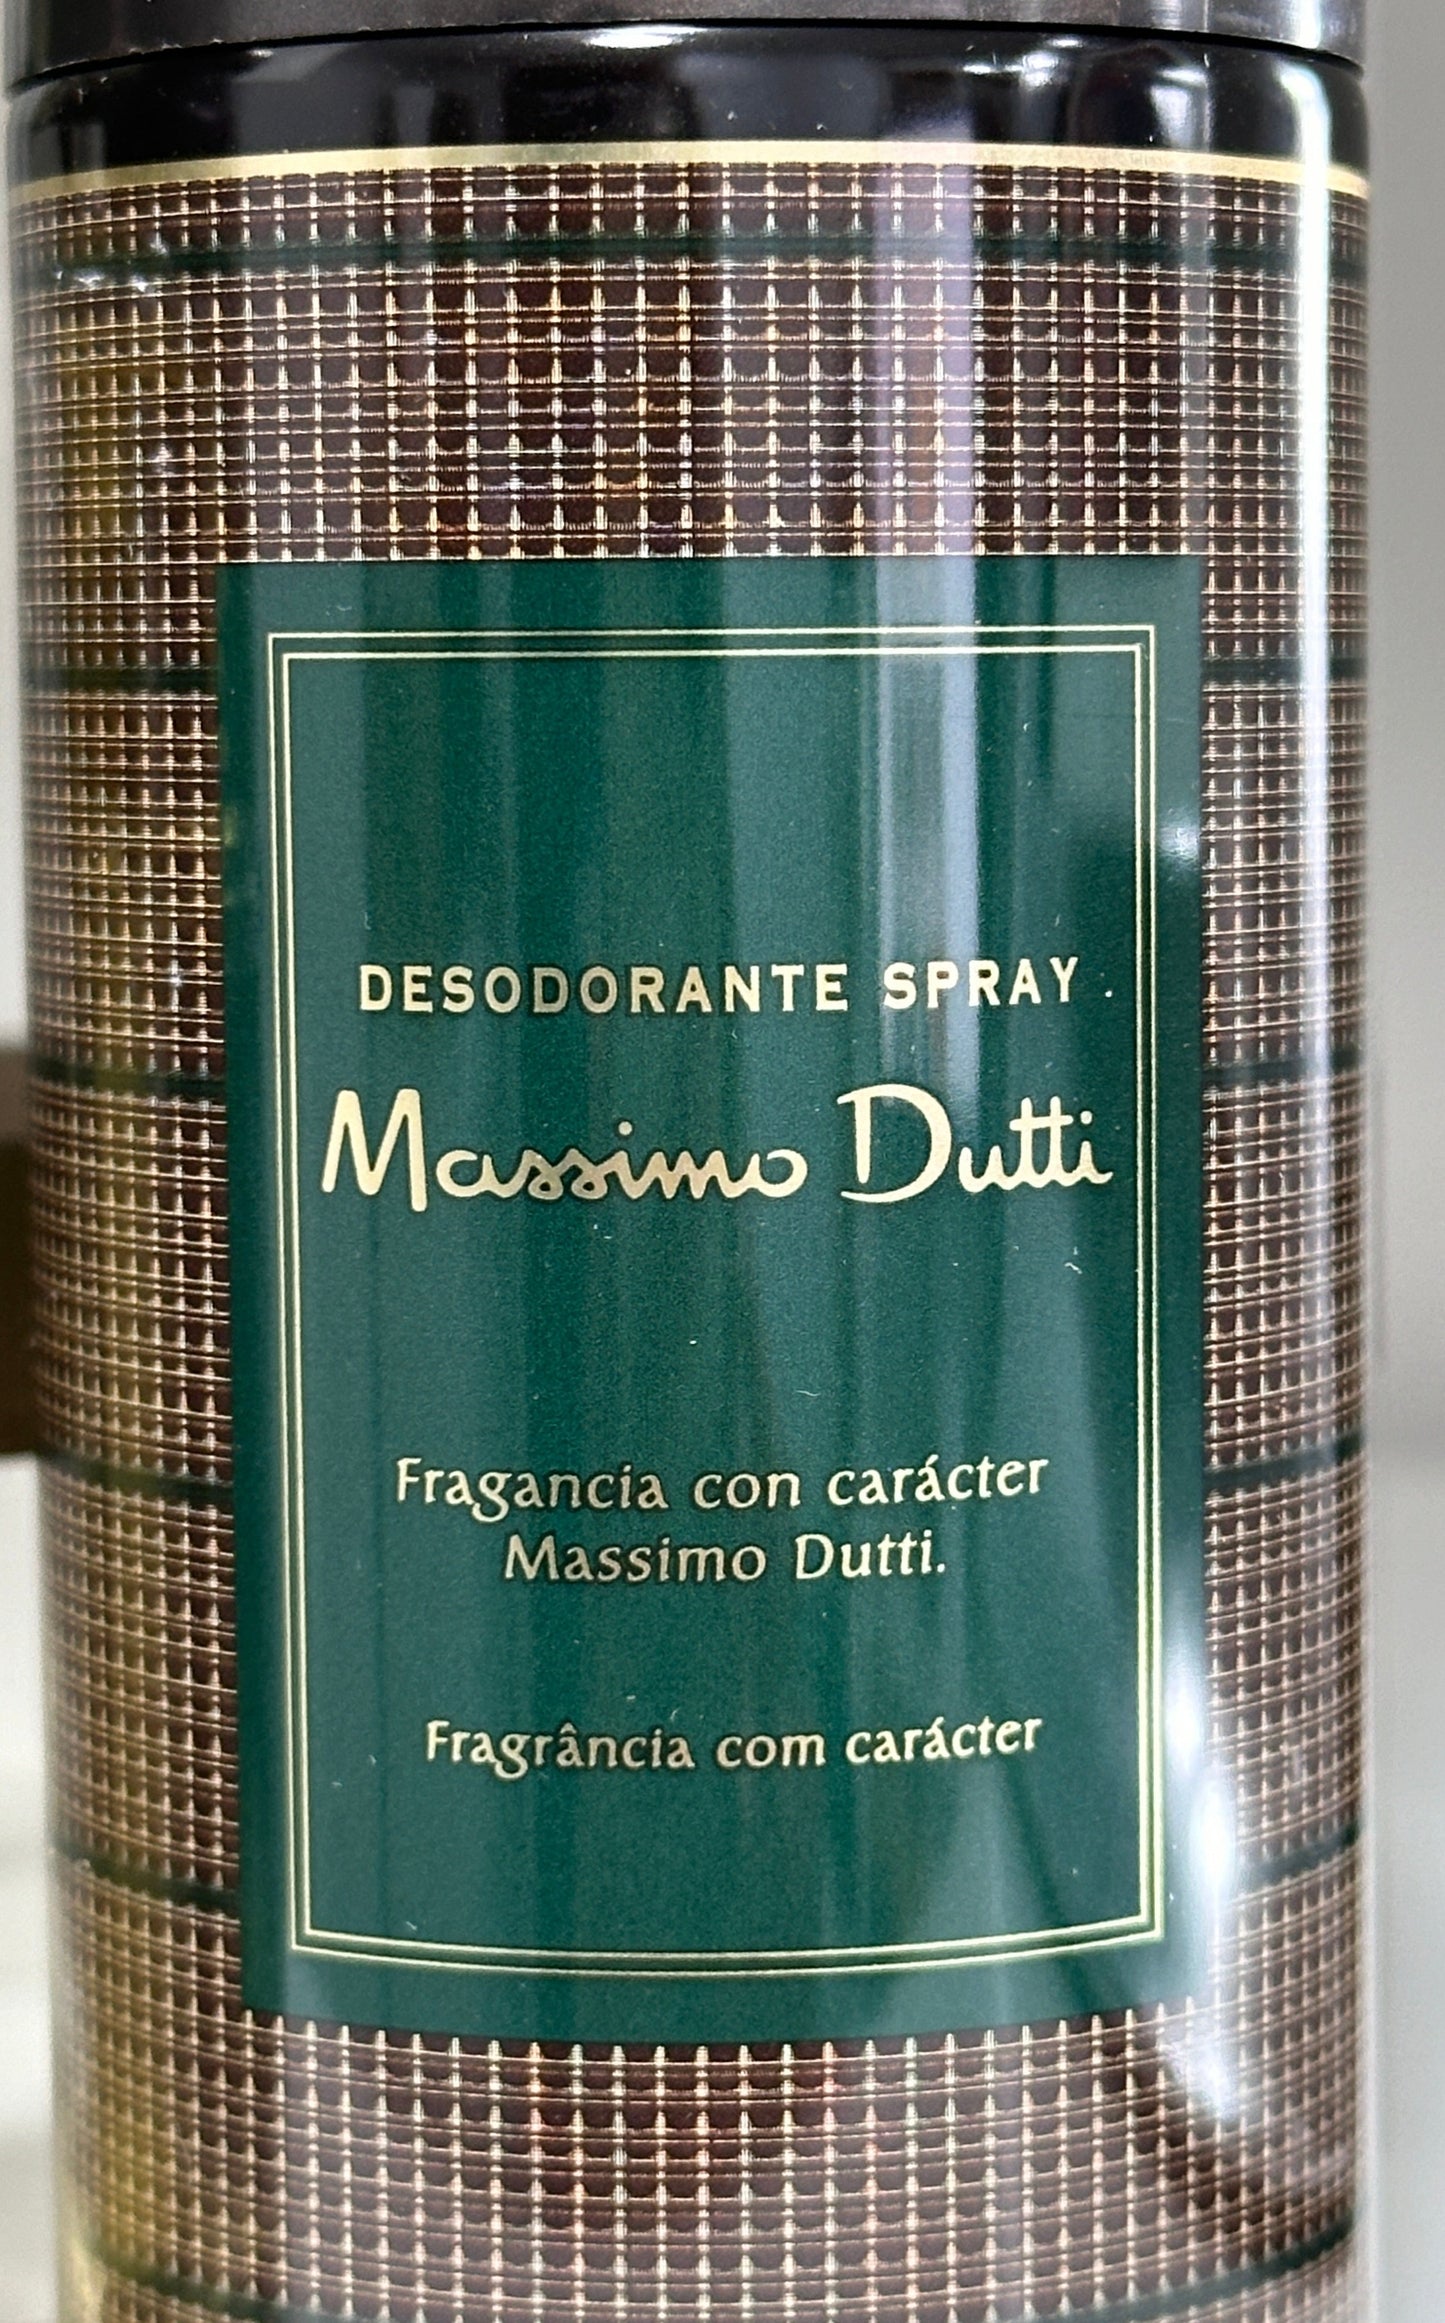 DESODORANTE SPRAY
Massimo Dutti
Fragancia con carácter
Massimo Dutti.
Fragrância com carácter